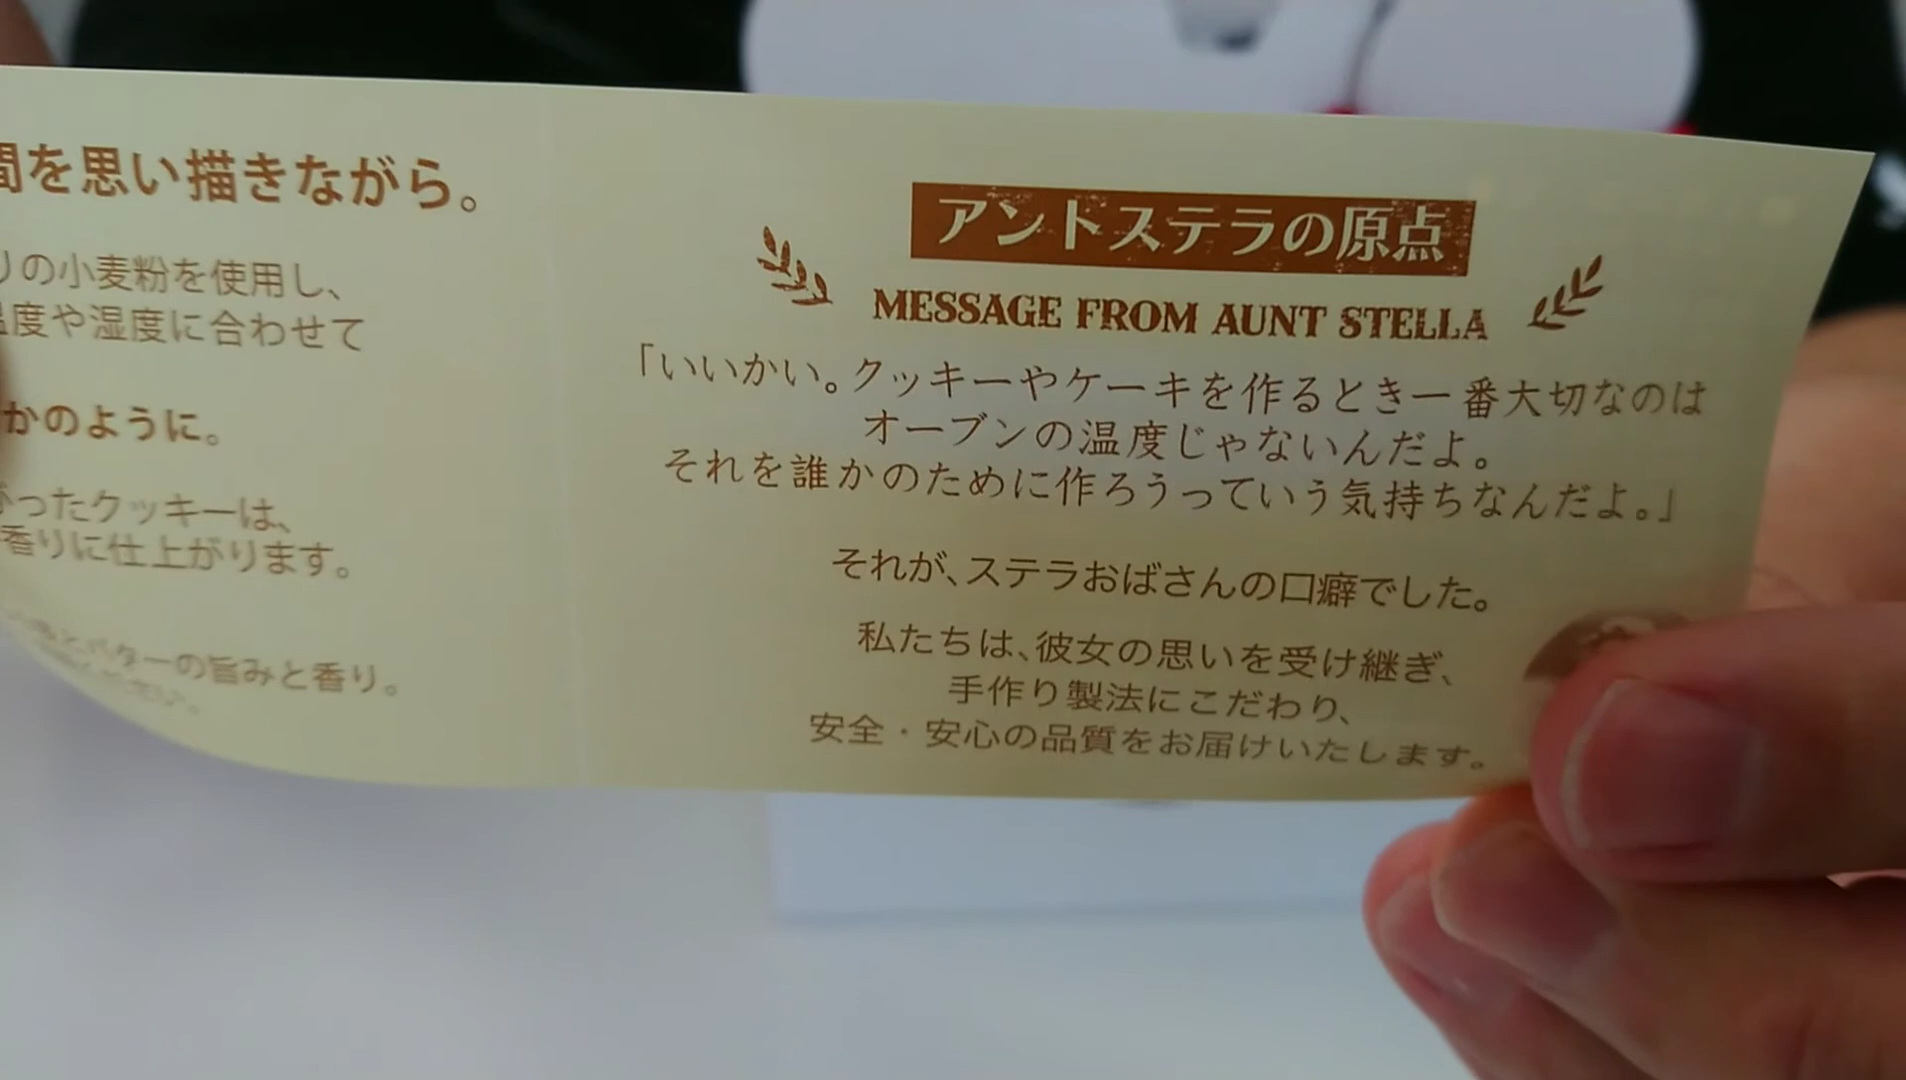 間を思い描きながら。
りの小麦粉を使用し、
温度や湿度に合わせて
かのように。
がったクッキーは、
香りに仕上がります。
バターの旨みと香り。
アントステラの原点
MESSAGE FROM AUNT STELLA
「いいかい。クッキーやケーキを作るとき一番大切なのは
オーブンの温度じゃないんだよ。
それを誰かのために作ろうっていう気持ちなんだよ。」
それが、ステラおばさんの口癖でした。
私たちは、彼女の思いを受け継ぎ、
手作り製法にこだわり、
安全・安心の品質をお届けいたします。